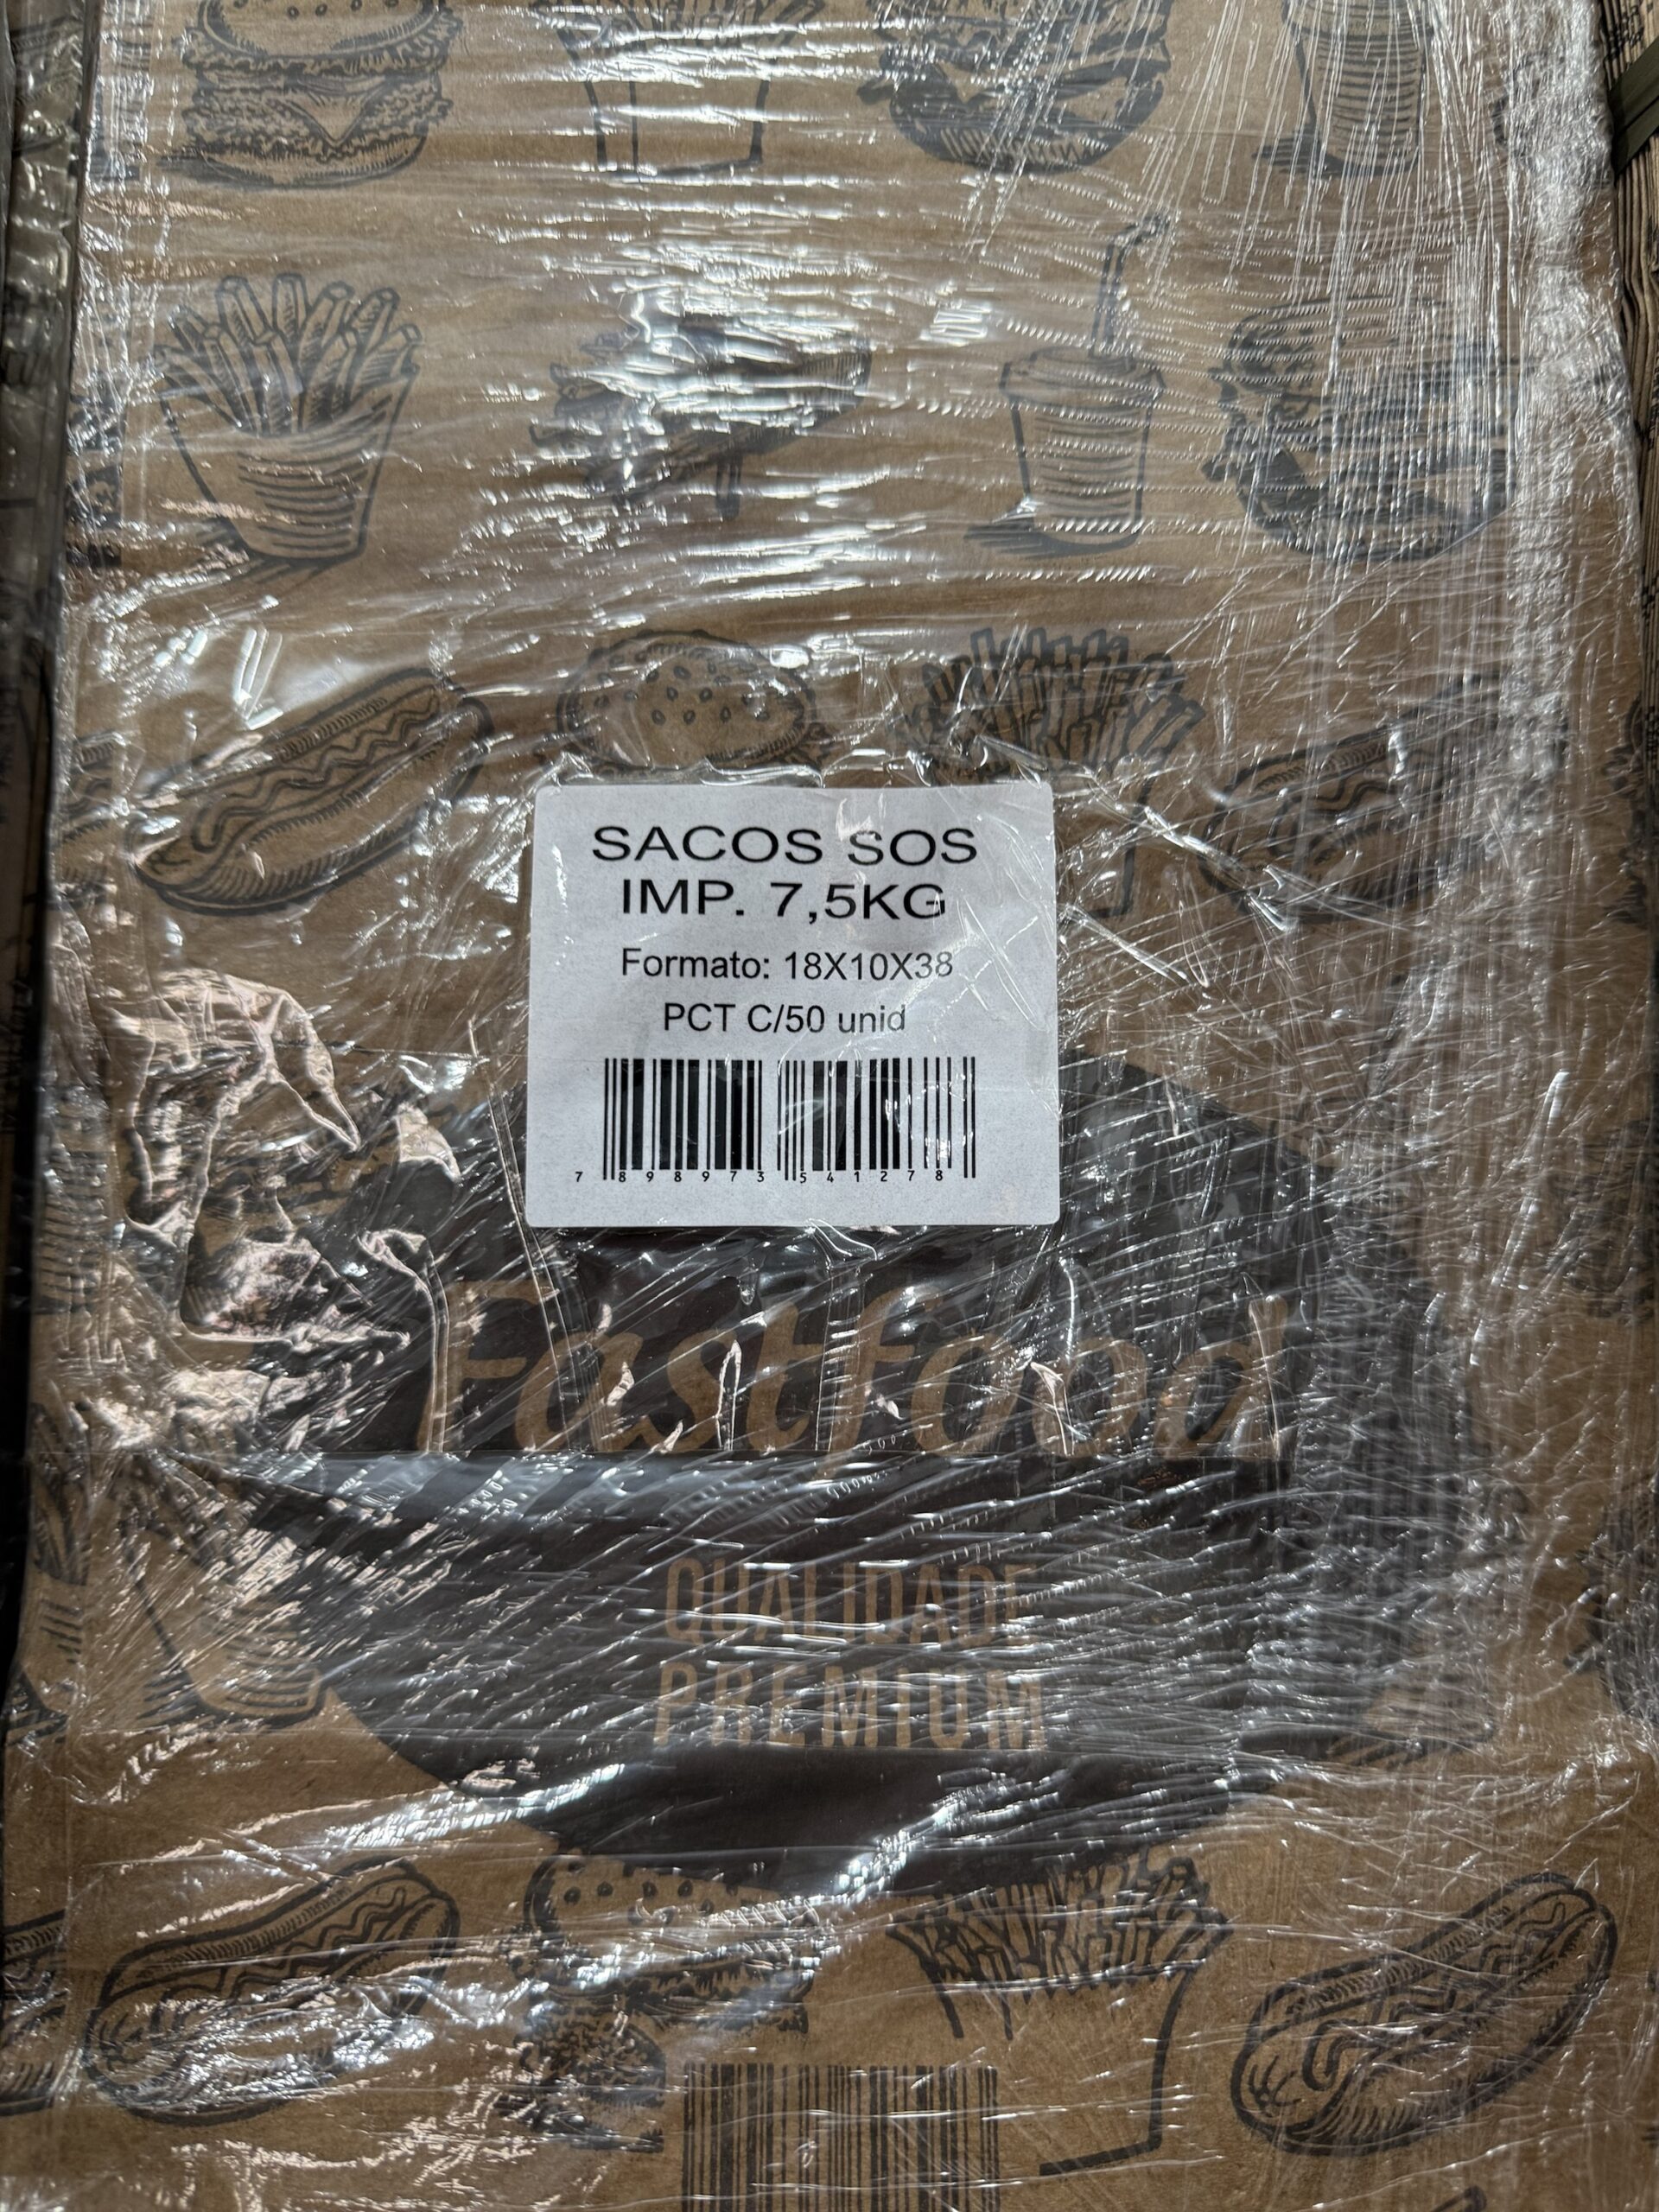 SACOS SOS
IMP. 7,5KG
Formato: 18X10X38
PCT C/50 unid
7 898973 541278
Fastfood
QUALIDADE
PREMIUM